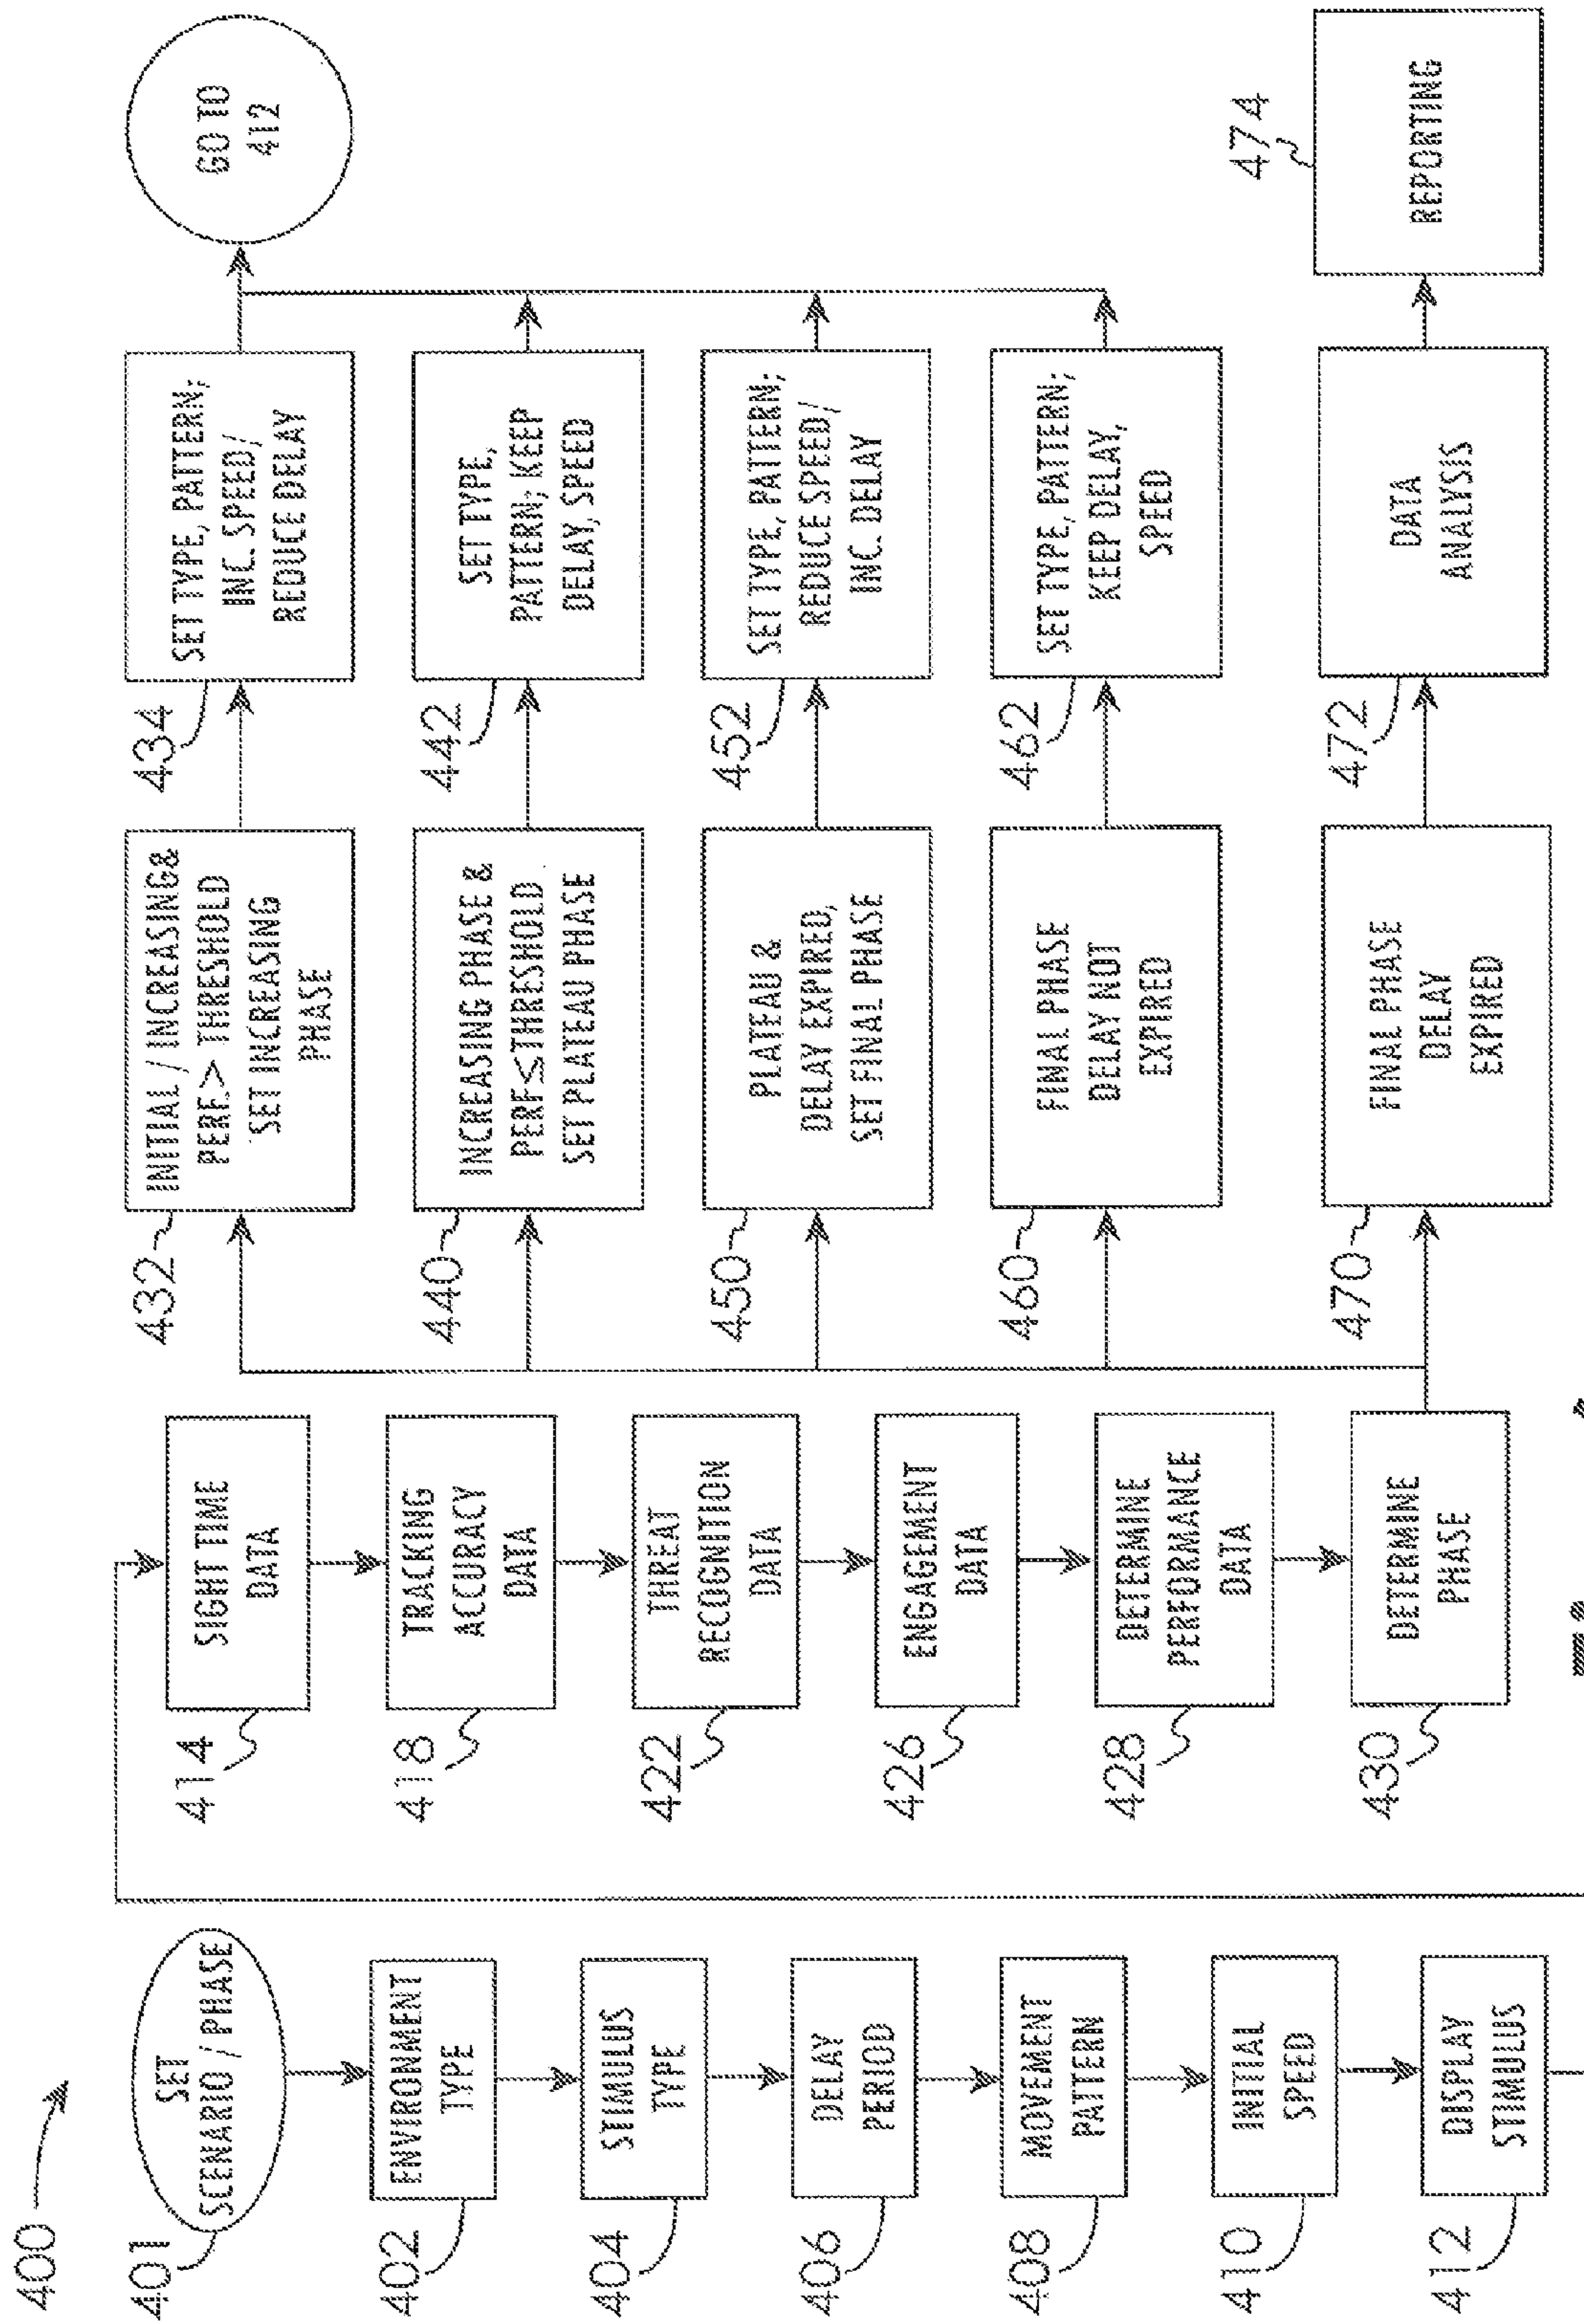 400
401
SET
SCENARIO / PHASE
402
ENVIRONMENT
TYPE
404
STIMULUS
TYPE
406
DELAY
PERIOD
408
MOVEMENT
PATTERN
410
INITIAL
SPEED
412
DISPLAY
STIMULUS
414
SIGHT TIME
DATA
418
TRACKING
ACCURACY
DATA
422
THREAT
RECOGNITION
DATA
426
ENGAGEMENT
DATA
428
DETERMINE
PERFORMANCE
DATA
430
DETERMINE
PHASE
432
INITIAL / INCREASING&
PERF.> THRESHOLD
SET INCREASING
PHASE
440
INCREASING PHASE &
PERF≤THRESHOLD
SET PLATEAU PHASE
450
PLATEAU &
DELAY EXPIRED,
SET FINAL PHASE
460
FINAL PHASE
DELAY NOT
EXPIRED
470
FINAL PHASE
DELAY
EXPIRED
434
SET TYPE, PATTERN;
INC. SPEED/
REDUCE DELAY
442
SET TYPE,
PATTERN; KEEP
DELAY, SPEED
452
SET TYPE, PATTERN;
REDUCE SPEED/
INC. DELAY
462
SET TYPE, PATTERN;
KEEP DELAY,
SPEED
472
DATA
ANALYSIS
GO TO
412
474
REPORTING